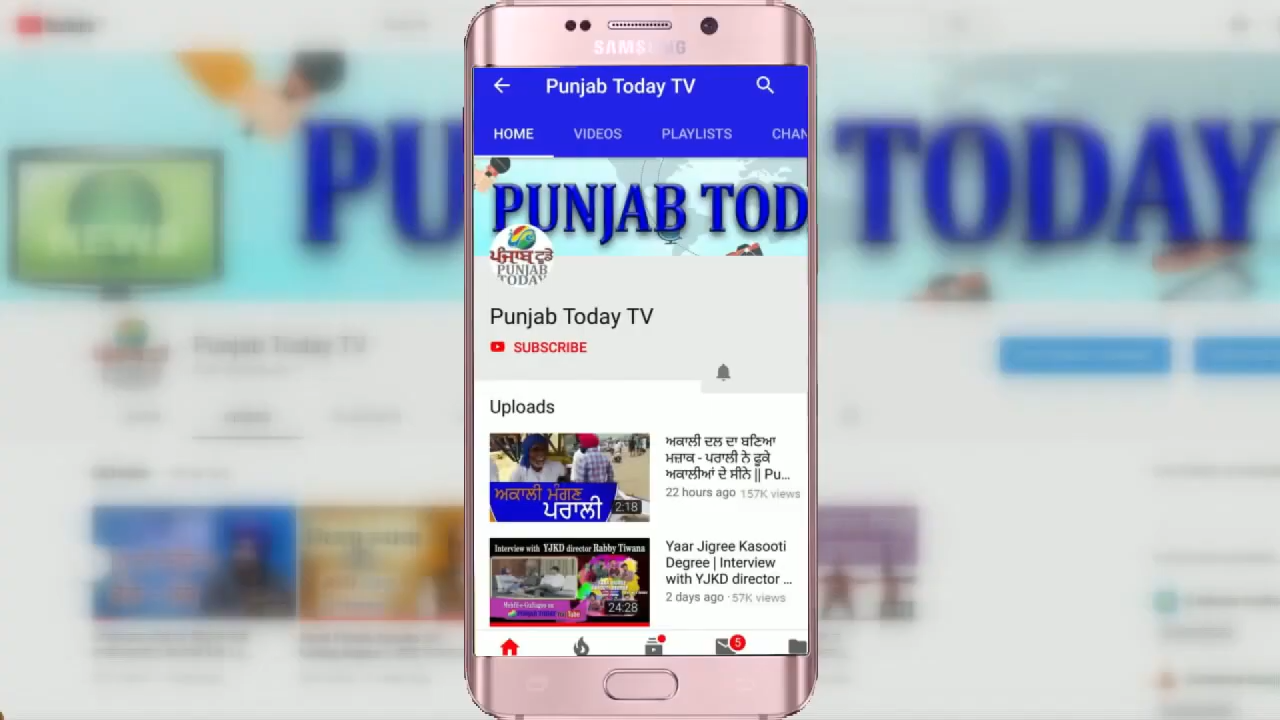 SAMSUNG
Punjab Today TV
HOME VIDEOS PLAYLISTS CHAN
PUNJAB TOD
ਪੰਜਾਬ ਟੂਡੇ
PUNJAB
TODAY
PU
TODAY
NEWS
Punjab Today TV
SUBSCRIBE
Uploads
ਅਕਾਲੀ ਮੰਗਣ
ਪਰਾਲੀ
2:18
ਅਕਾਲੀ ਦਲ ਦਾ ਬਣਿਆ
ਮਜ਼ਾਕ - ਪਰਾਲੀ ਨੇ ਫੂਕੇ
ਅਕਾਲੀਆਂ ਦੇ ਸੀਨੇ || Pu...
22 hours ago 157K views
Interview with YJKD director Rabby Tiwana
PUNJAB TODAY YouTube
24:28
Yaar Jigree Kasooti
Degree | Interview
with YJKD director ...
2 days ago · 57K views
5